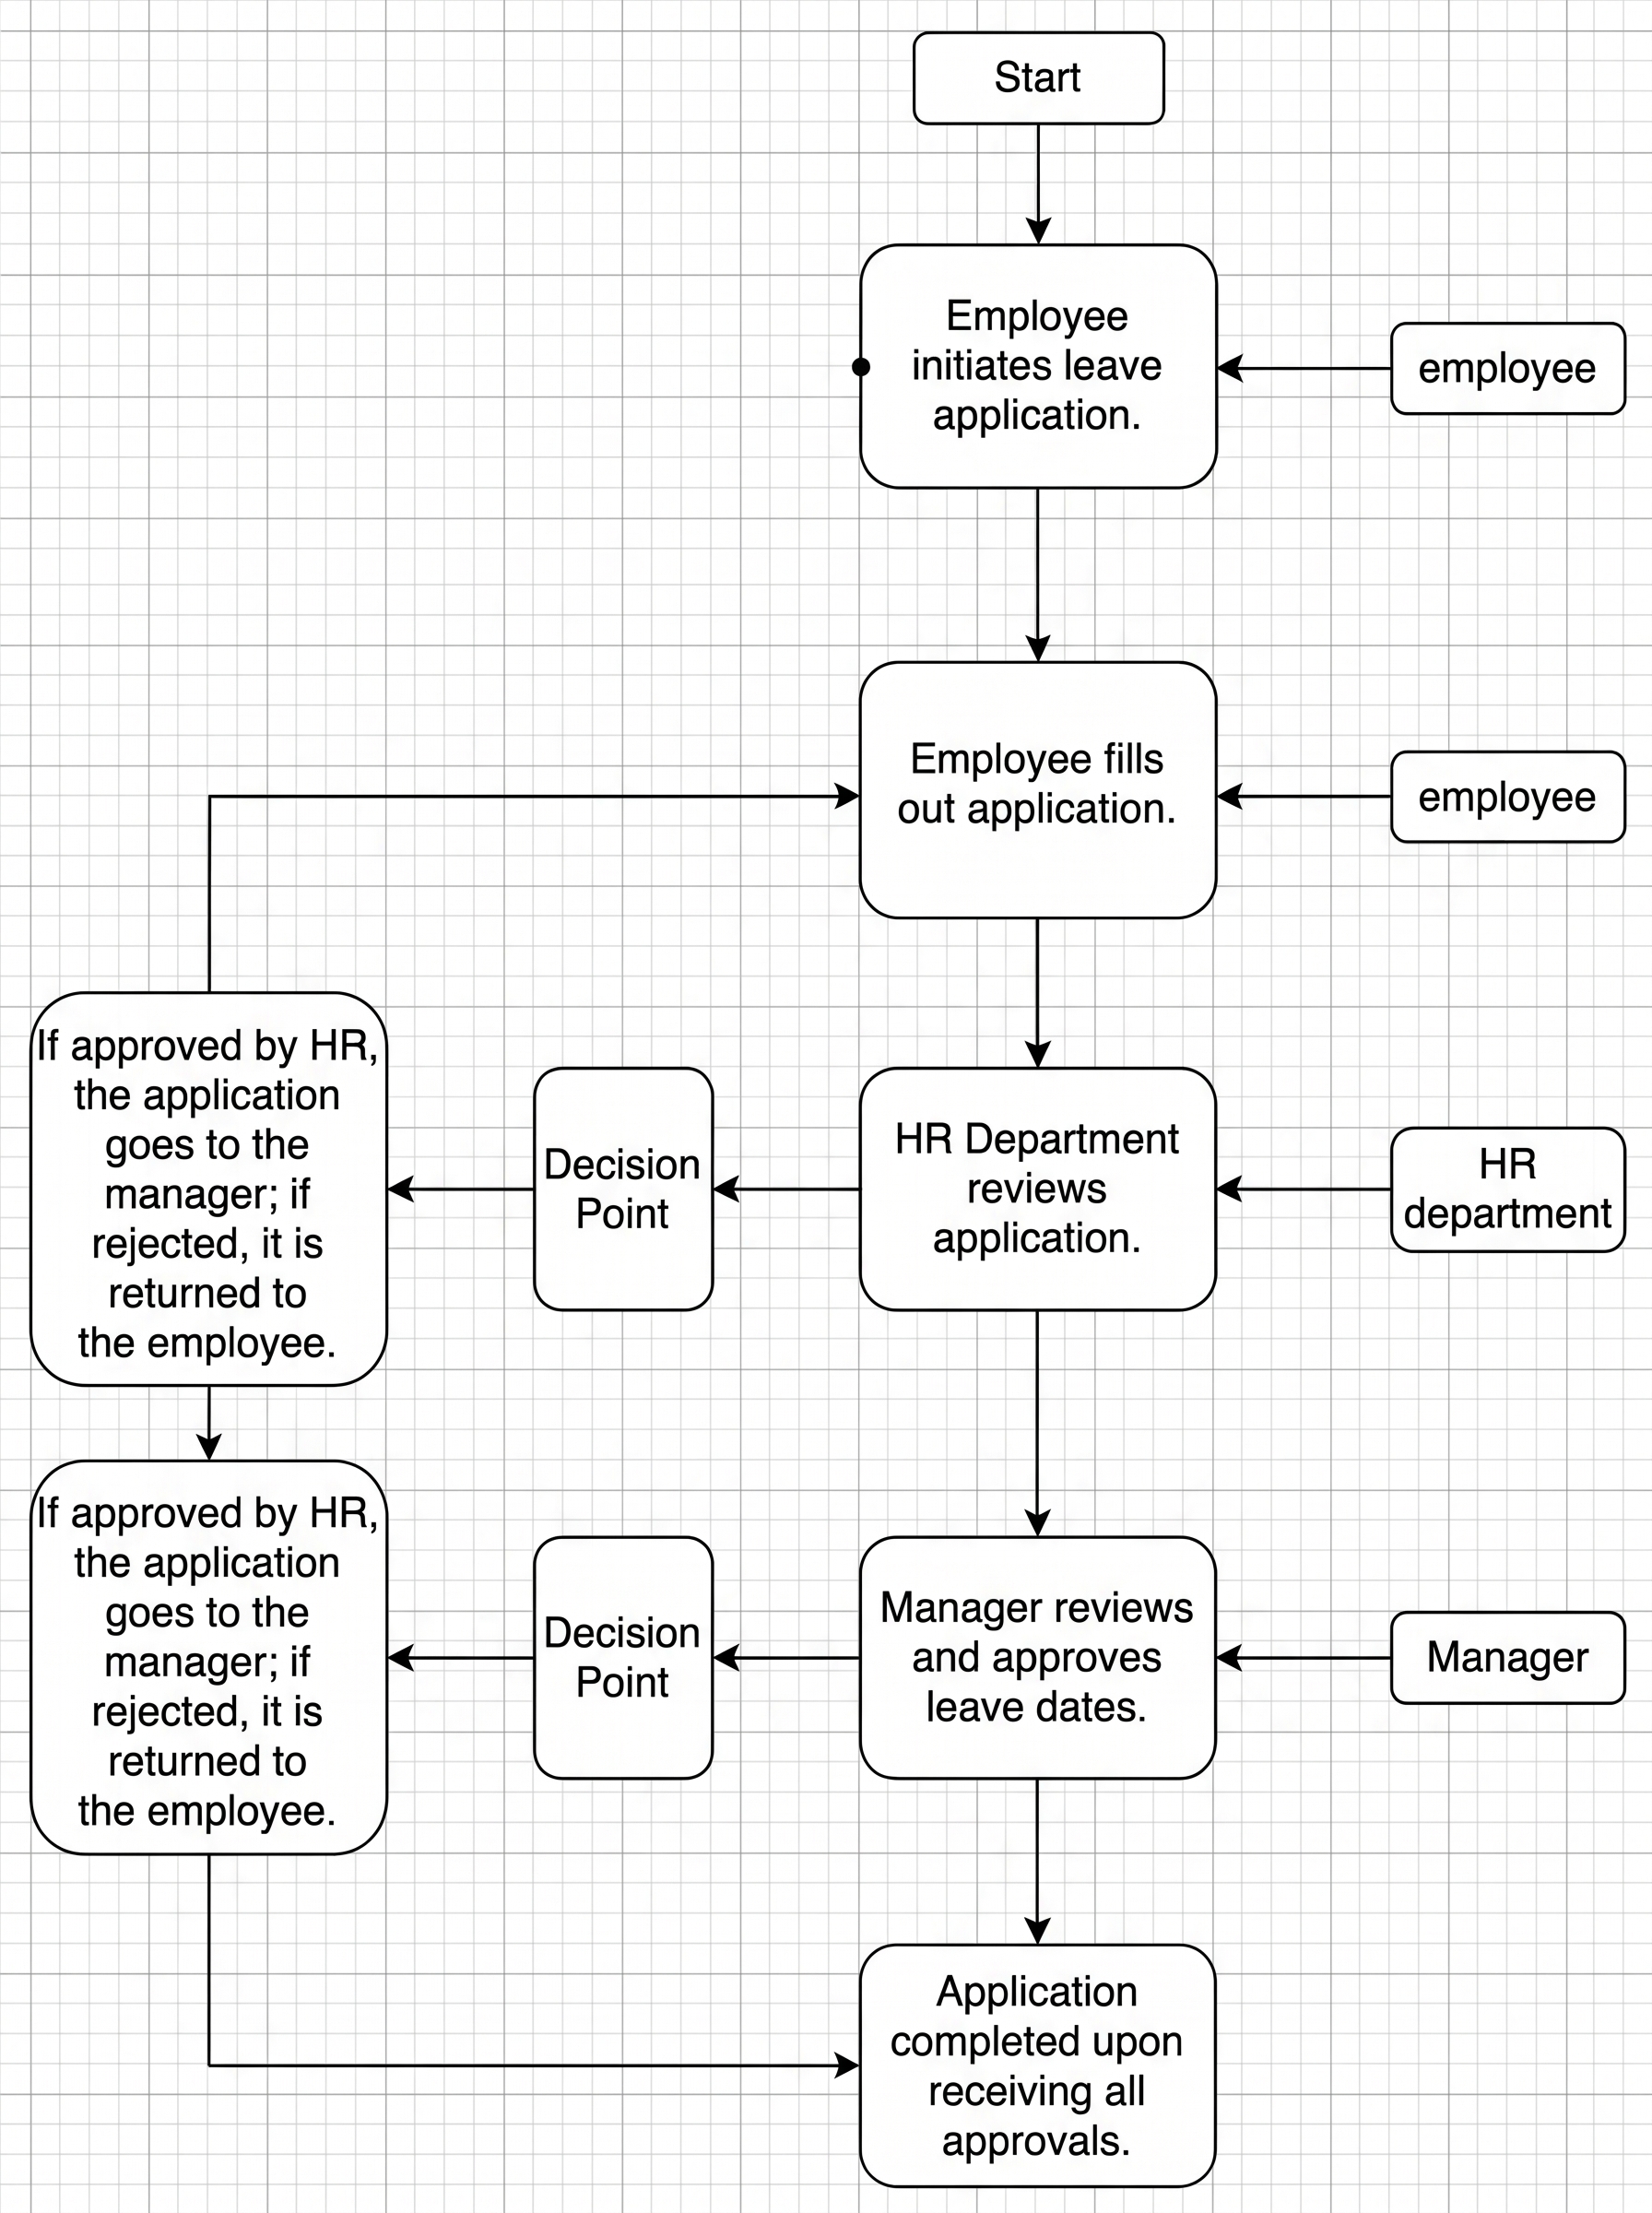 Start
Employee
initiates leave
application.
employee
Employee fills
out application.
employee
If approved by HR,
the application
goes to the
manager; if
rejected, it is
returned to
the employee.
Decision
Point
HR Department
reviews
application.
HR
department
If approved by HR,
the application
goes to the
manager; if
rejected, it is
returned to
the employee.
Decision
Point
Manager reviews
and approves
leave dates.
Manager
Application
completed upon
receiving all
approvals.